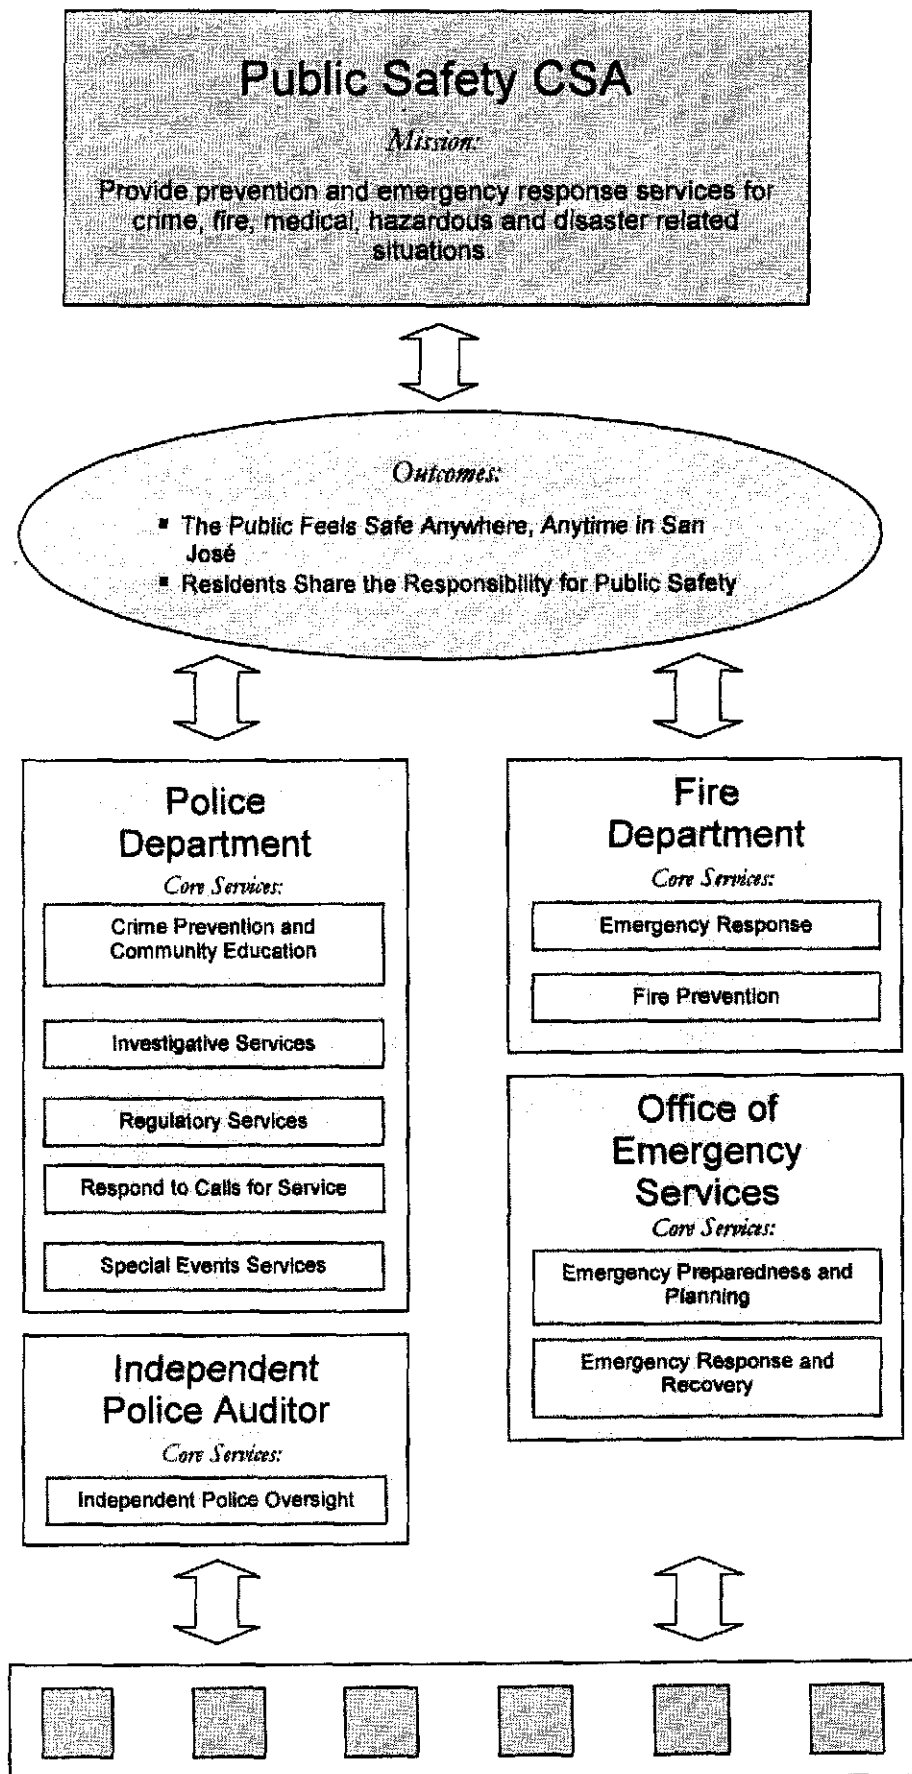 Public Safety CSA
Mission:
Provide prevention and emergency response services for
crime, fire, medical, hazardous and disaster related
situations
Outcomes:
▪ The Public Feels Safe Anywhere, Anytime in San
José
▪ Residents Share the Responsibility for Public Safety
Police
Department
Core Services:
Crime Prevention and
Community Education
Investigative Services
Regulatory Services
Respond to Calls for Service
Special Events Services
Independent
Police Auditor
Core Services:
Independent Police Oversight
Fire
Department
Core Services:
Emergency Response
Fire Prevention
Office of
Emergency
Services
Core Services:
Emergency Preparedness and
Planning
Emergency Response and
Recovery